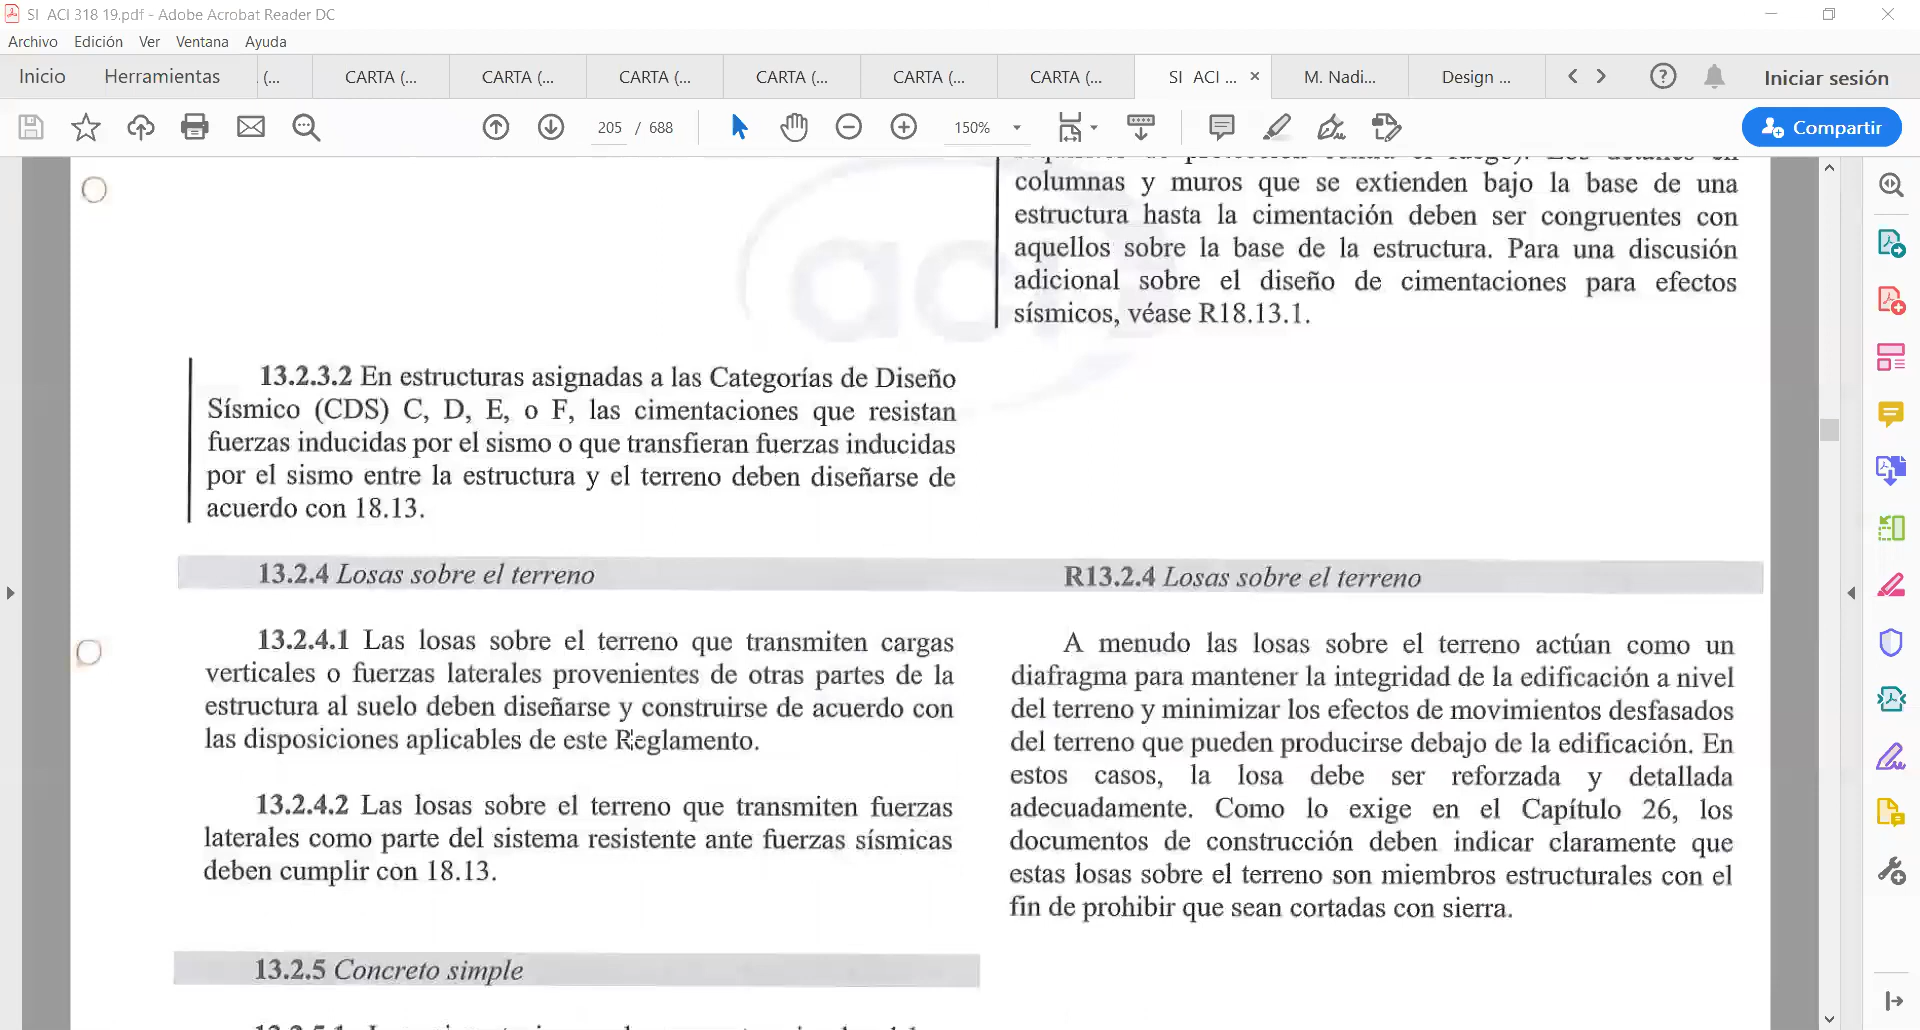 SI ACI 318 19.pdf - Adobe Acrobat Reader DC
Archivo Edición Ver Ventana Ayuda
Inicio Herramientas (... CARTA (... CARTA (... CARTA (... CARTA (... CARTA (... CARTA (... SI ACI ... M. Nadi... Design ... Iniciar sesión
205 / 688 150% Compartir
aci
columnas y muros que se extienden bajo la base de una
estructura hasta la cimentación deben ser congruentes con
aquellos sobre la base de la estructura. Para una discusión
adicional sobre el diseño de cimentaciones para efectos
sísmicos, véase R18.13.1.
13.2.3.2 En estructuras asignadas a las Categorías de Diseño
Sísmico (CDS) C, D, E, o F, las cimentaciones que resistan
fuerzas inducidas por el sismo o que transfieran fuerzas inducidas
por el sismo entre la estructura y el terreno deben diseñarse de
acuerdo con 18.13.
13.2.4 Losas sobre el terreno
13.2.4.1 Las losas sobre el terreno que transmiten cargas
verticales o fuerzas laterales provenientes de otras partes de la
estructura al suelo deben diseñarse y construirse de acuerdo con
las disposiciones aplicables de este Reglamento.
13.2.4.2 Las losas sobre el terreno que transmiten fuerzas
laterales como parte del sistema resistente ante fuerzas sísmicas
deben cumplir con 18.13.
R13.2.4 Losas sobre el terreno
A menudo las losas sobre el terreno actúan como un
diafragma para mantener la integridad de la edificación a nivel
del terreno y minimizar los efectos de movimientos desfasados
del terreno que pueden producirse debajo de la edificación. En
estos casos, la losa debe ser reforzada y detallada
adecuadamente. Como lo exige en el Capítulo 26, los
documentos de construcción deben indicar claramente que
estas losas sobre el terreno son miembros estructurales con el
fin de prohibir que sean cortadas con sierra.
13.2.5 Concreto simple